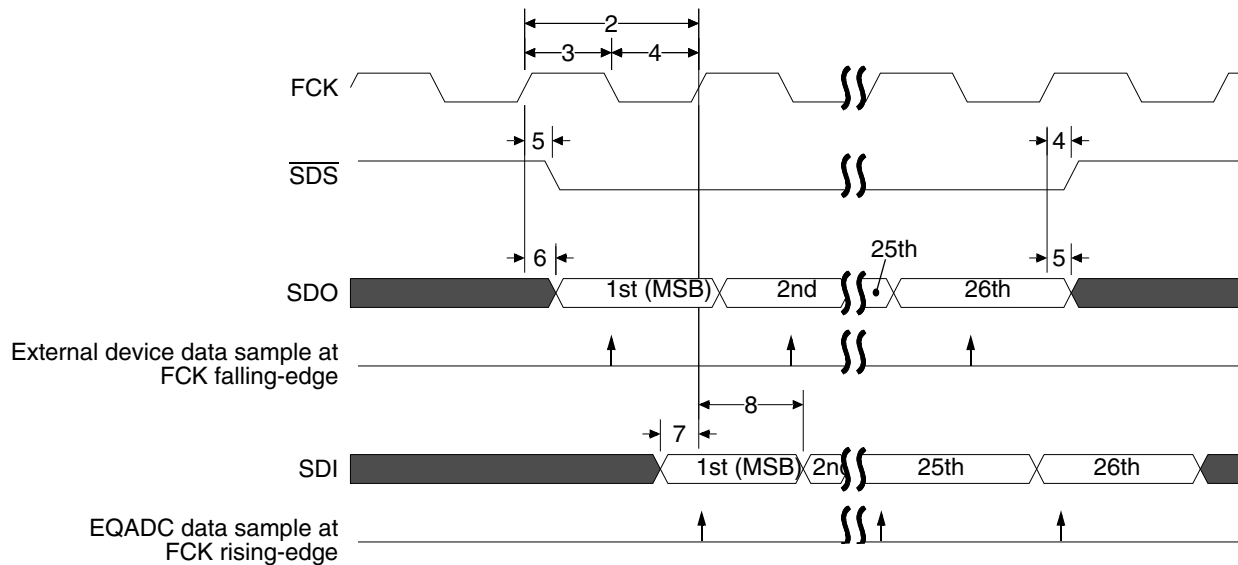 2
3 4
FCK
5 4
SDS
25th
6 5
SDO 1st (MSB) 2nd 26th
External device data sample at
FCK falling-edge
8
7
SDI 1st (MSB) 2nd 25th 26th
EQADC data sample at
FCK rising-edge